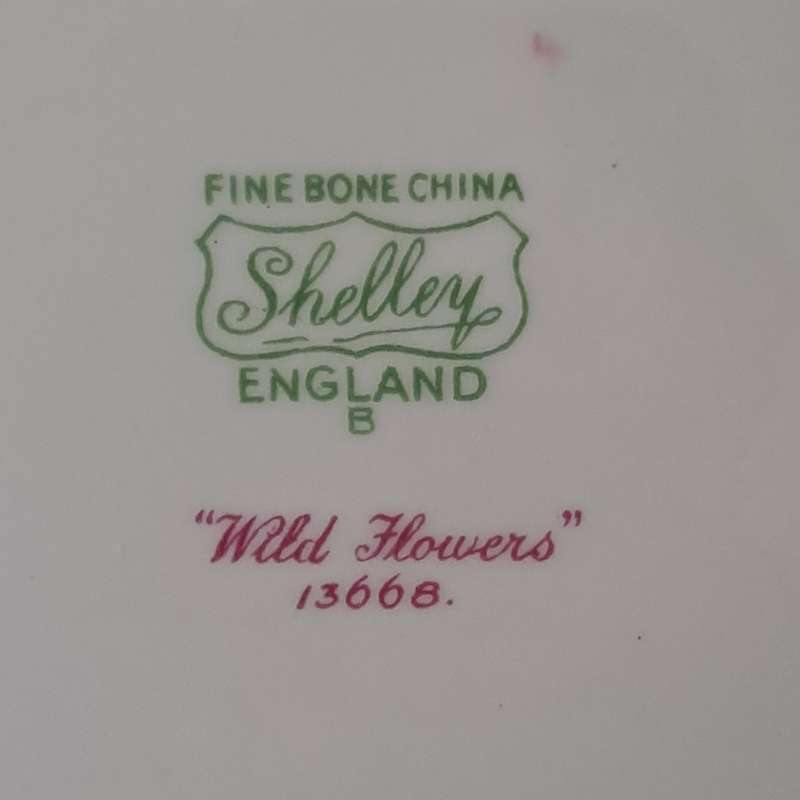 FINE BONE CHINA
Shelley
ENGLAND
B
“Wild Flowers”
13668.